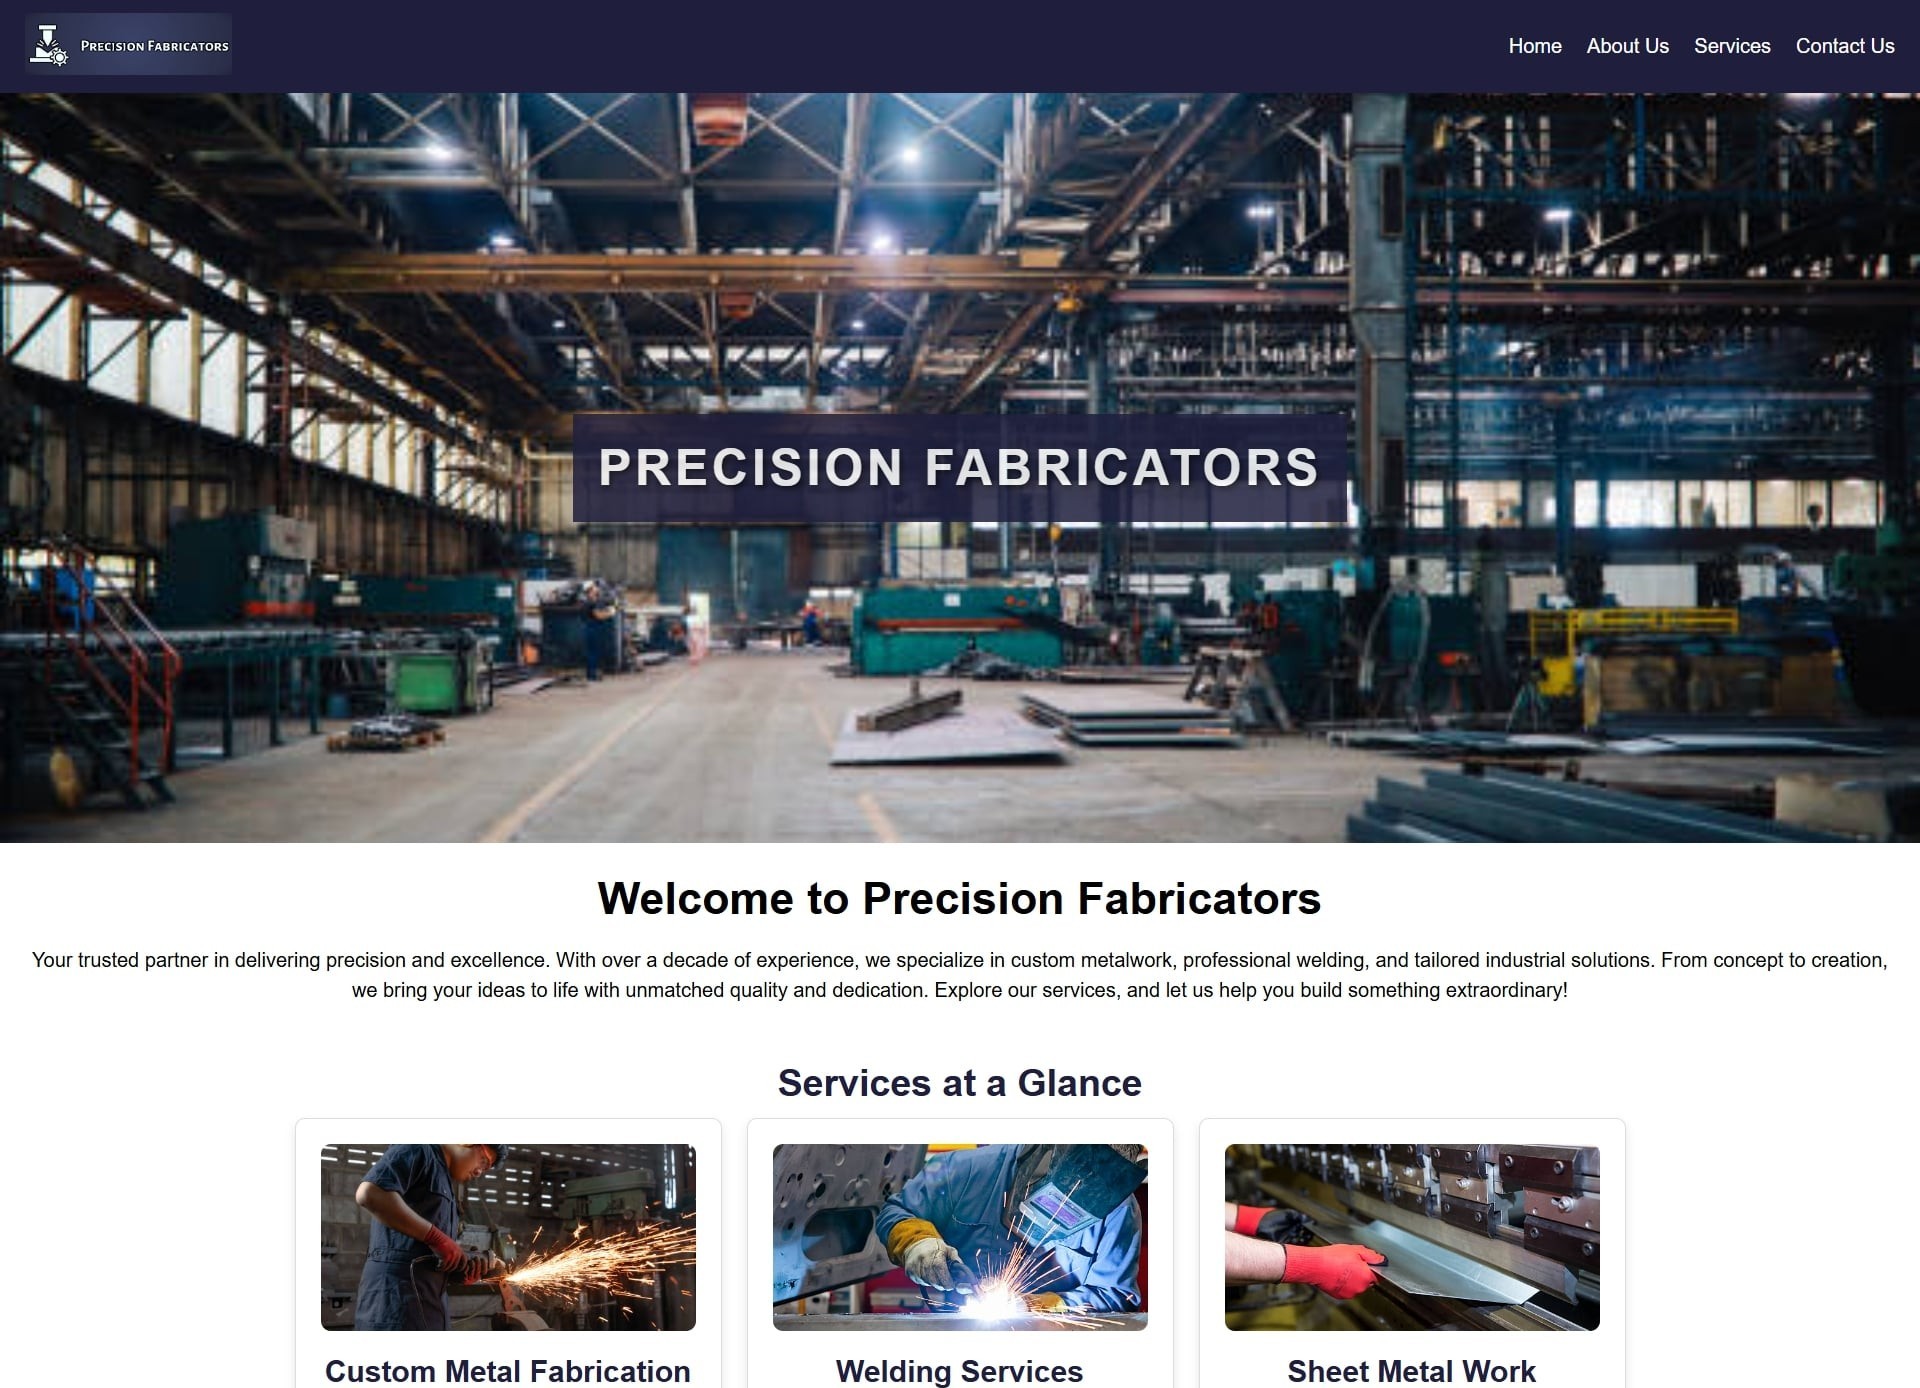 PRECISION FABRICATORS
Home About Us Services Contact Us
PRECISION FABRICATORS
Welcome to Precision Fabricators
Your trusted partner in delivering precision and excellence. With over a decade of experience, we specialize in custom metalwork, professional welding, and tailored industrial solutions. From concept to creation,
we bring your ideas to life with unmatched quality and dedication. Explore our services, and let us help you build something extraordinary!
Services at a Glance
Custom Metal Fabrication
Welding Services
Sheet Metal Work